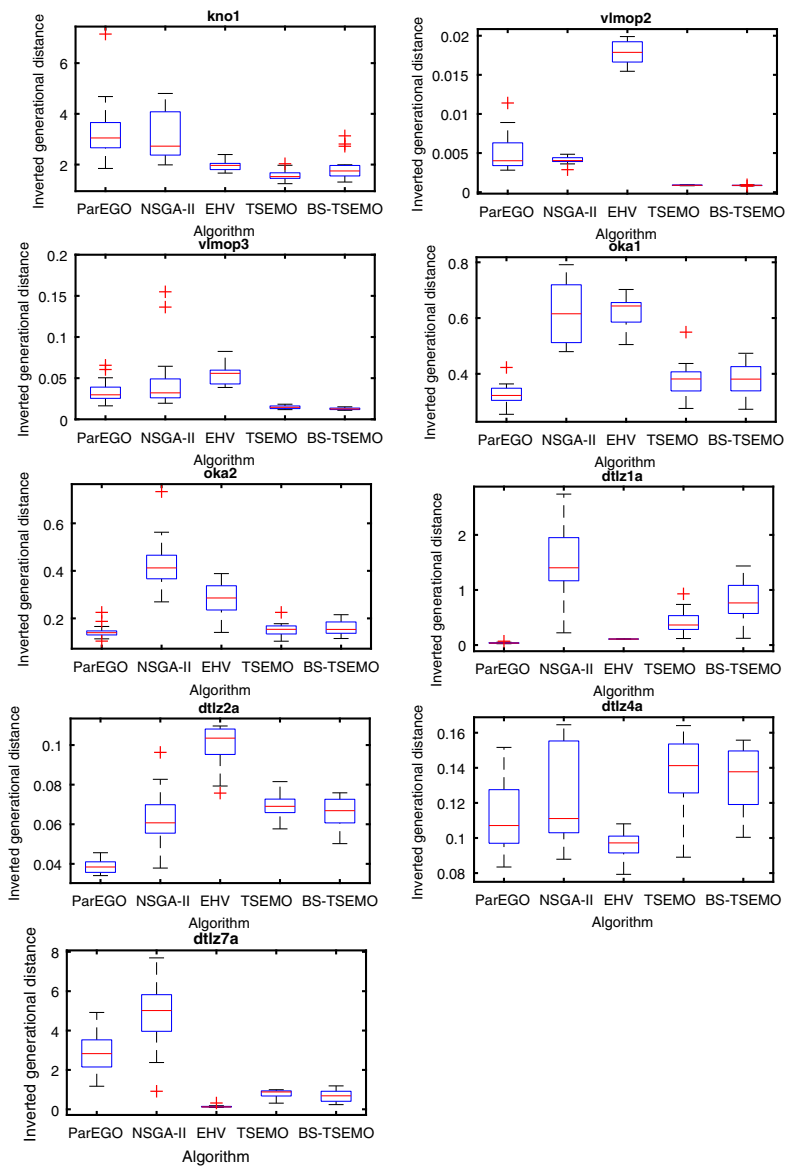 kno1
Inverted generational distance
6
4
2
ParEGO NSGA-II EHV TSEMO BS-TSEMO
Algorithm
vlmop2
Inverted generational distance
0.02
0.015
0.01
0.005
0
ParEGO NSGA-II EHV TSEMO BS-TSEMO
Algorithm
vlmop3
Inverted generational distance
0.2
0.15
0.1
0.05
0
ParEGO NSGA-II EHV TSEMO BS-TSEMO
Algorithm
oka1
Inverted generational distance
0.8
0.6
0.4
ParEGO NSGA-II EHV TSEMO BS-TSEMO
Algorithm
oka2
Inverted generational distance
0.6
0.4
0.2
ParEGO NSGA-II EHV TSEMO BS-TSEMO
Algorithm
dtlz1a
Inverted generational distance
2
1
0
ParEGO NSGA-II EHV TSEMO BS-TSEMO
Algorithm
dtlz2a
Inverted generational distance
0.1
0.08
0.06
0.04
ParEGO NSGA-II EHV TSEMO BS-TSEMO
Algorithm
dtlz4a
Inverted generational distance
0.16
0.14
0.12
0.1
0.08
ParEGO NSGA-II EHV TSEMO BS-TSEMO
Algorithm
dtlz7a
Inverted generational distance
8
6
4
2
0
ParEGO NSGA-II EHV TSEMO BS-TSEMO
Algorithm